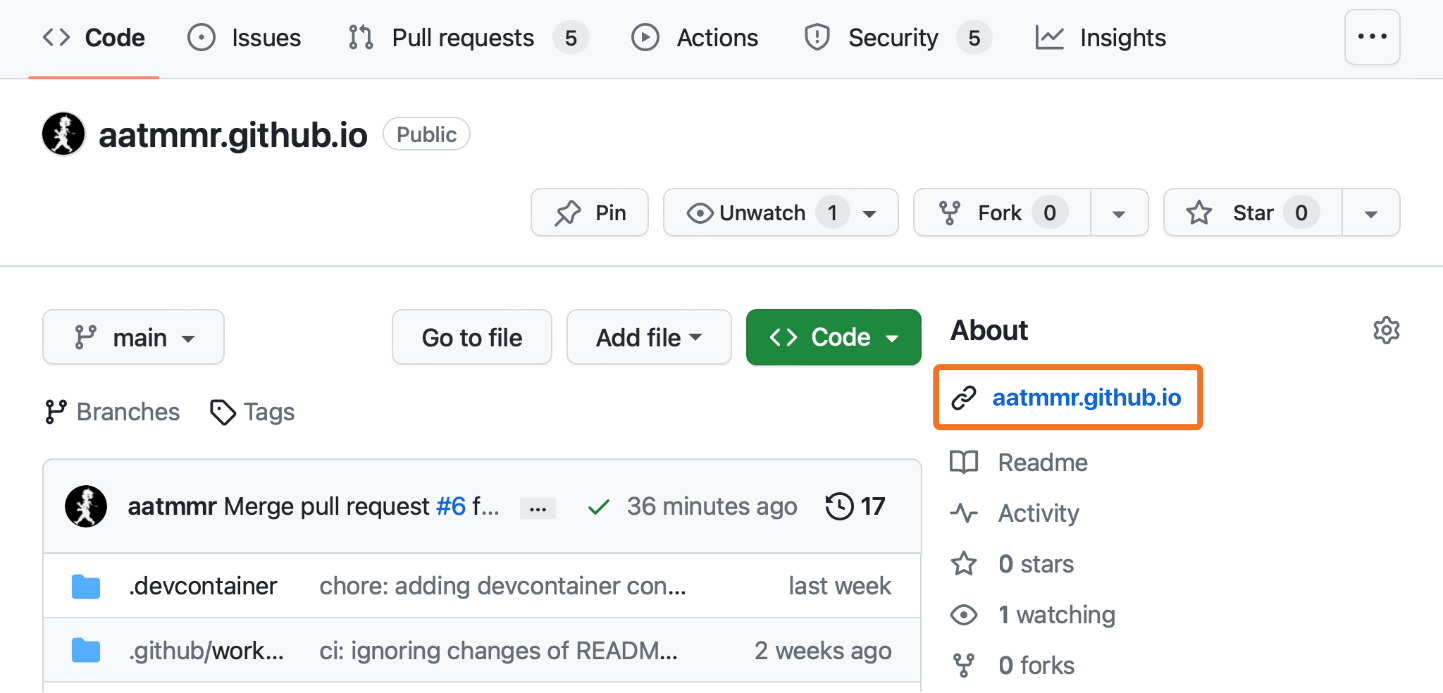 Code Issues Pull requests 5 Actions Security 5 Insights ...
aatmmr.github.io Public
Pin Unwatch 1 Fork 0 Star 0
main Go to file Add file Code About
aatmmr.github.io
Branches Tags
Readme
aatmmr Merge pull request #6 f... ... 36 minutes ago 17
Activity
0 stars
.devcontainer chore: adding devcontainer con... last week
1 watching
.github/work... ci: ignoring changes of READM... 2 weeks ago
0 forks